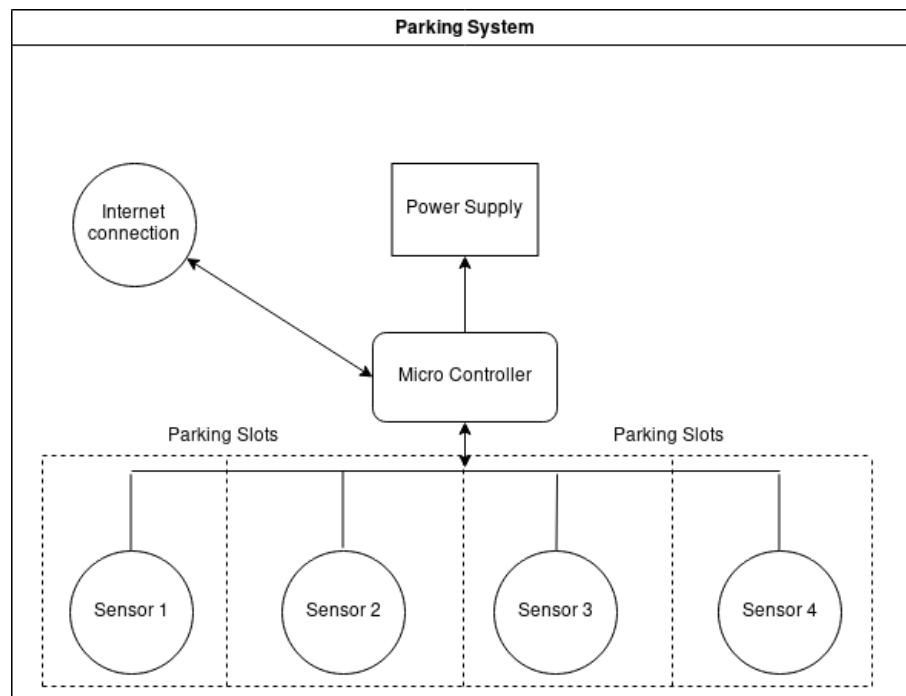 Parking System
Internet
connection
Power Supply
Micro Controller
Parking Slots
Parking Slots
Sensor 1
Sensor 2
Sensor 3
Sensor 4